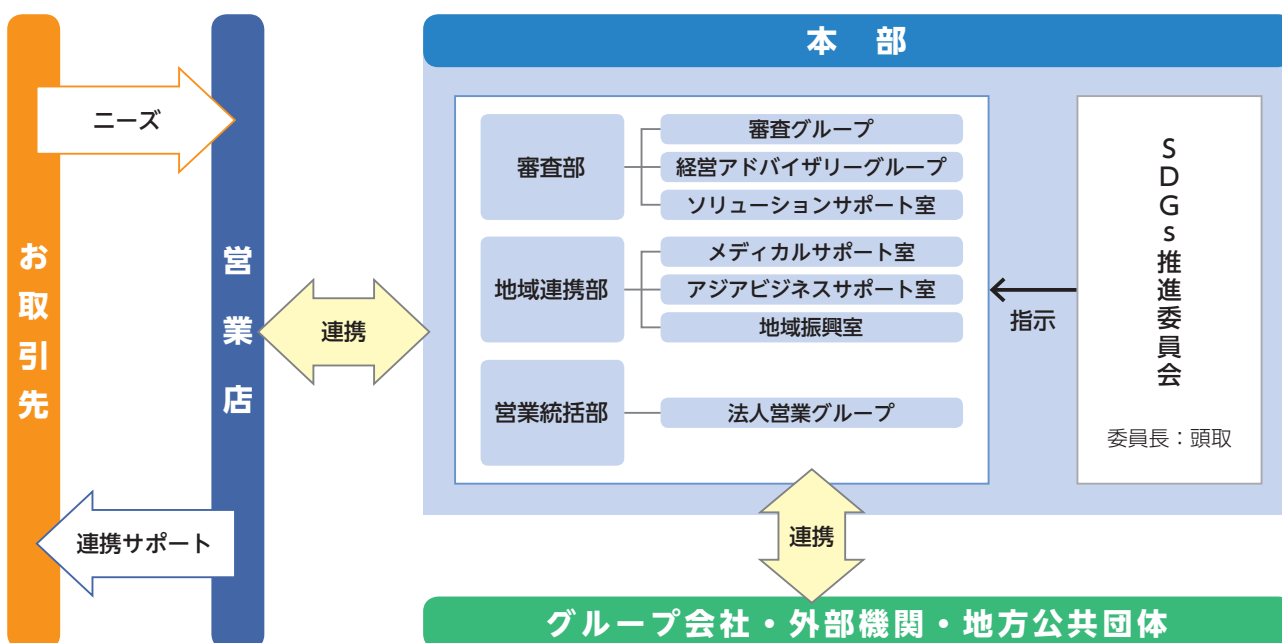 お取引先
ニーズ
営業店
連携サポート
連携
本部
審査部
審査グループ
経営アドバイザリーグループ
ソリューションサポート室
地域連携部
メディカルサポート室
アジアビジネスサポート室
地域振興室
営業統括部
法人営業グループ
指示
SDGs推進委員会
委員長：頭取
連携
グループ会社・外部機関・地方公共団体